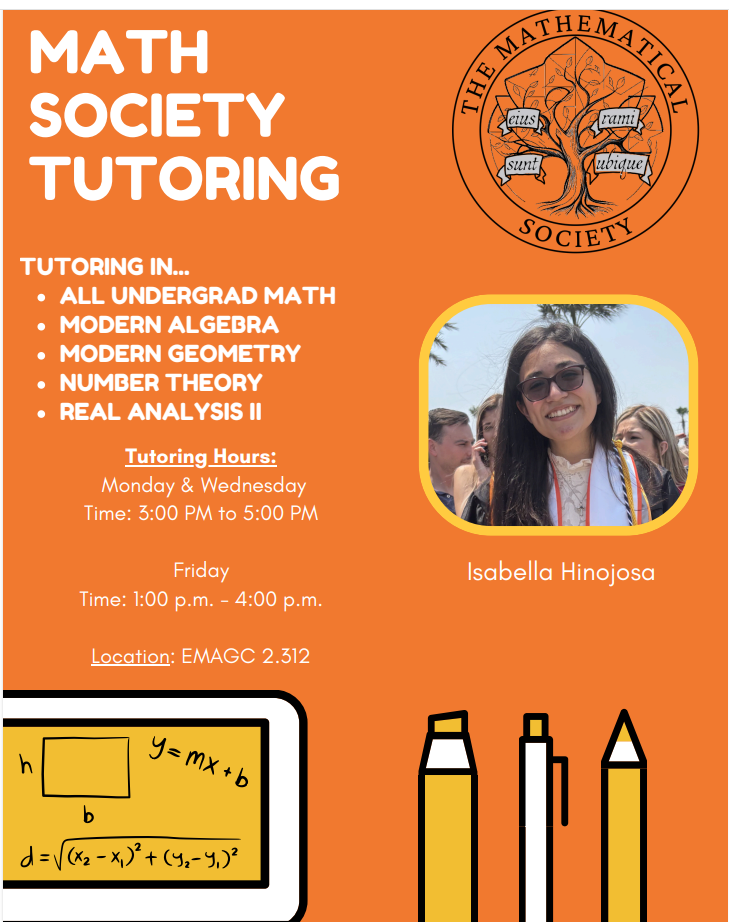 MATH
SOCIETY
TUTORING
THE MATHEMATICAL
eius
rami
sunt
ubique
SOCIETY
TUTORING IN...
• ALL UNDERGRAD MATH
• MODERN ALGEBRA
• MODERN GEOMETRY
• NUMBER THEORY
• REAL ANALYSIS II
Tutoring Hours:
Monday & Wednesday
Time: 3:00 PM to 5:00 PM
Friday
Time: 1:00 p.m. - 4:00 p.m.
Location: EMAGC 2.312
Isabella Hinojosa
h
y=mx+b
b
d=√(x₂-x₁)²+(y₂-y₁)²